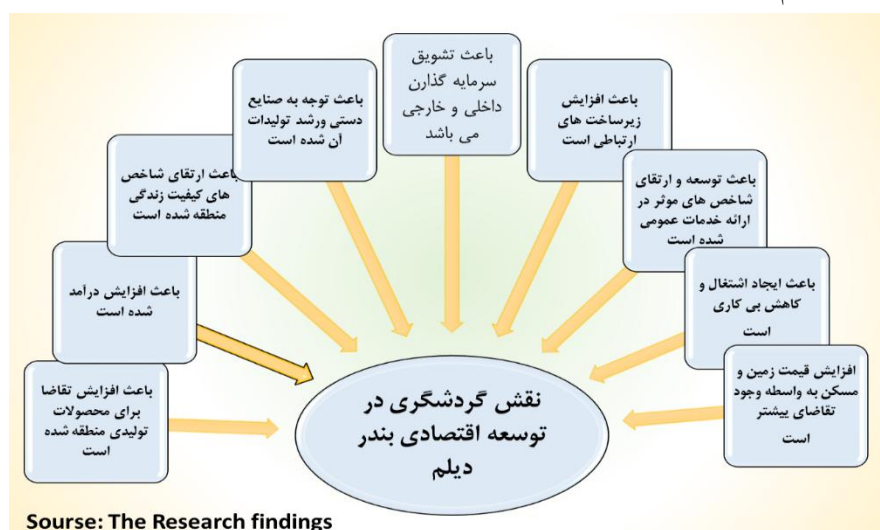 م
باعث تشویق
سرمایه گذارن
داخلی و خارجی
می باشد
باعث افزایش
زیرساخت های
ارتباطی است
باعث توسعه و ارتقای
شاخص های موثر در
ارائه خدمات عمومی
شده است
باعث ایجاد اشتغال و
کاهش بی کاری
است
افزایش قیمت زمین و
مسکن به واسطه وجود
تقاضای پیشتر
است
باعث توجه به صنایع
دستی ورشد تولیدات
آن شده است
باعث ارتقای شاخص
های کیفیت زندگی
منطقه شده است
باعث افزایش درآمد
شده است
باعث افزایش تقاضا
برای محصولات
تولیدی منطقه شده
است
نقش گردشگری در
توسعه اقتصادی بندر
دیلم
Sourse: The Research findings